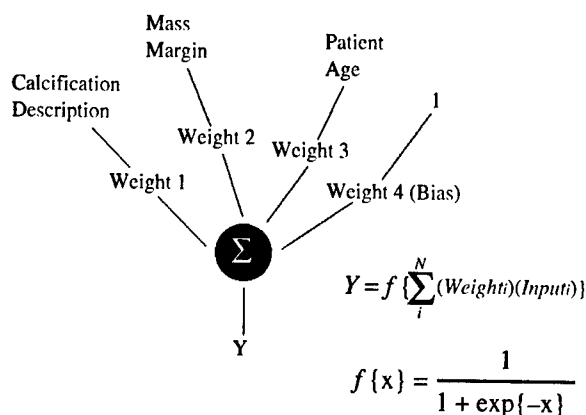 Mass
Margin
Patient
Age
Calcification
Description
1
Weight 1
Weight 2
Weight 3
Weight 4 (Bias)
Σ
Y
Y = f {∑_i^N (Weighti)(Inputi)}
f{x} = 1 / (1 + exp{−x})